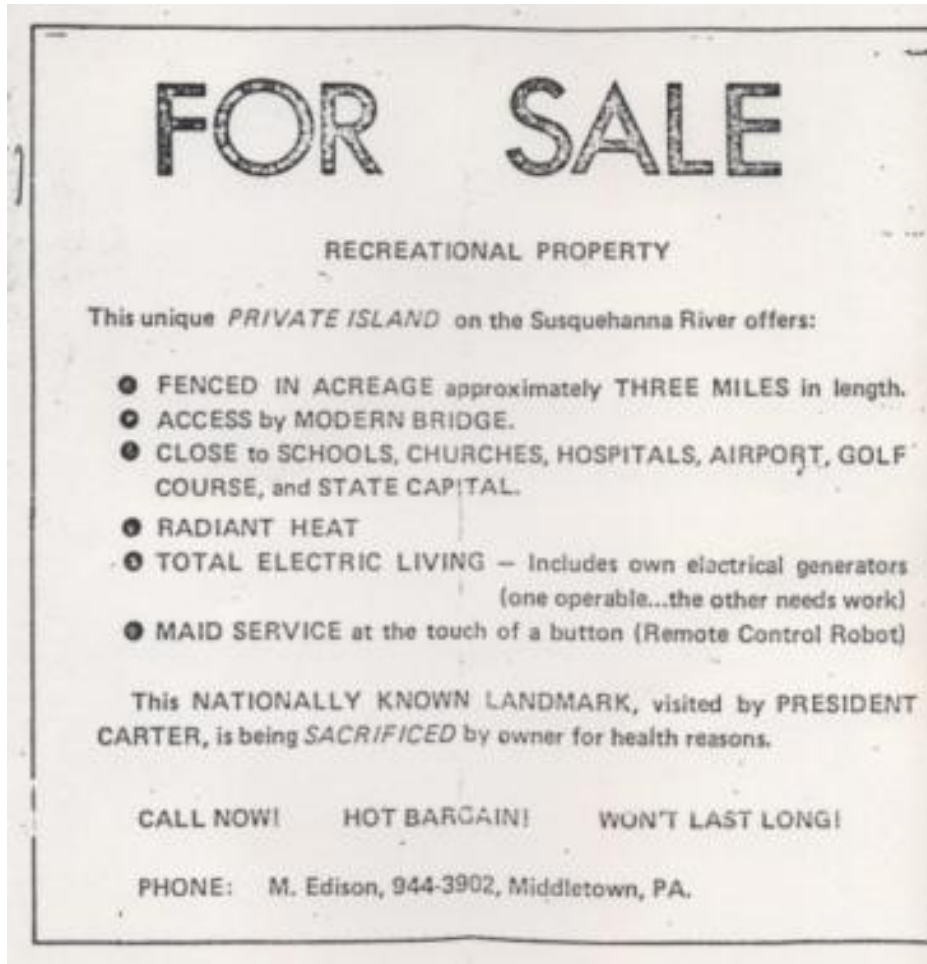 FOR SALE
RECREATIONAL PROPERTY
This unique PRIVATE ISLAND on the Susquehanna River offers:
● FENCED IN ACREAGE approximately THREE MILES in length.
● ACCESS by MODERN BRIDGE.
● CLOSE to SCHOOLS, CHURCHES, HOSPITALS, AIRPORT, GOLF
COURSE, and STATE CAPITAL.
● RADIANT HEAT
● TOTAL ELECTRIC LIVING — Includes own electrical generators
(one operable...the other needs work)
● MAID SERVICE at the touch of a button (Remote Control Robot)
This NATIONALLY KNOWN LANDMARK, visited by PRESIDENT
CARTER, is being SACRIFICED by owner for health reasons.
CALL NOW! HOT BARGAIN! WON'T LAST LONG!
PHONE: M. Edison, 944-3902, Middletown, PA.